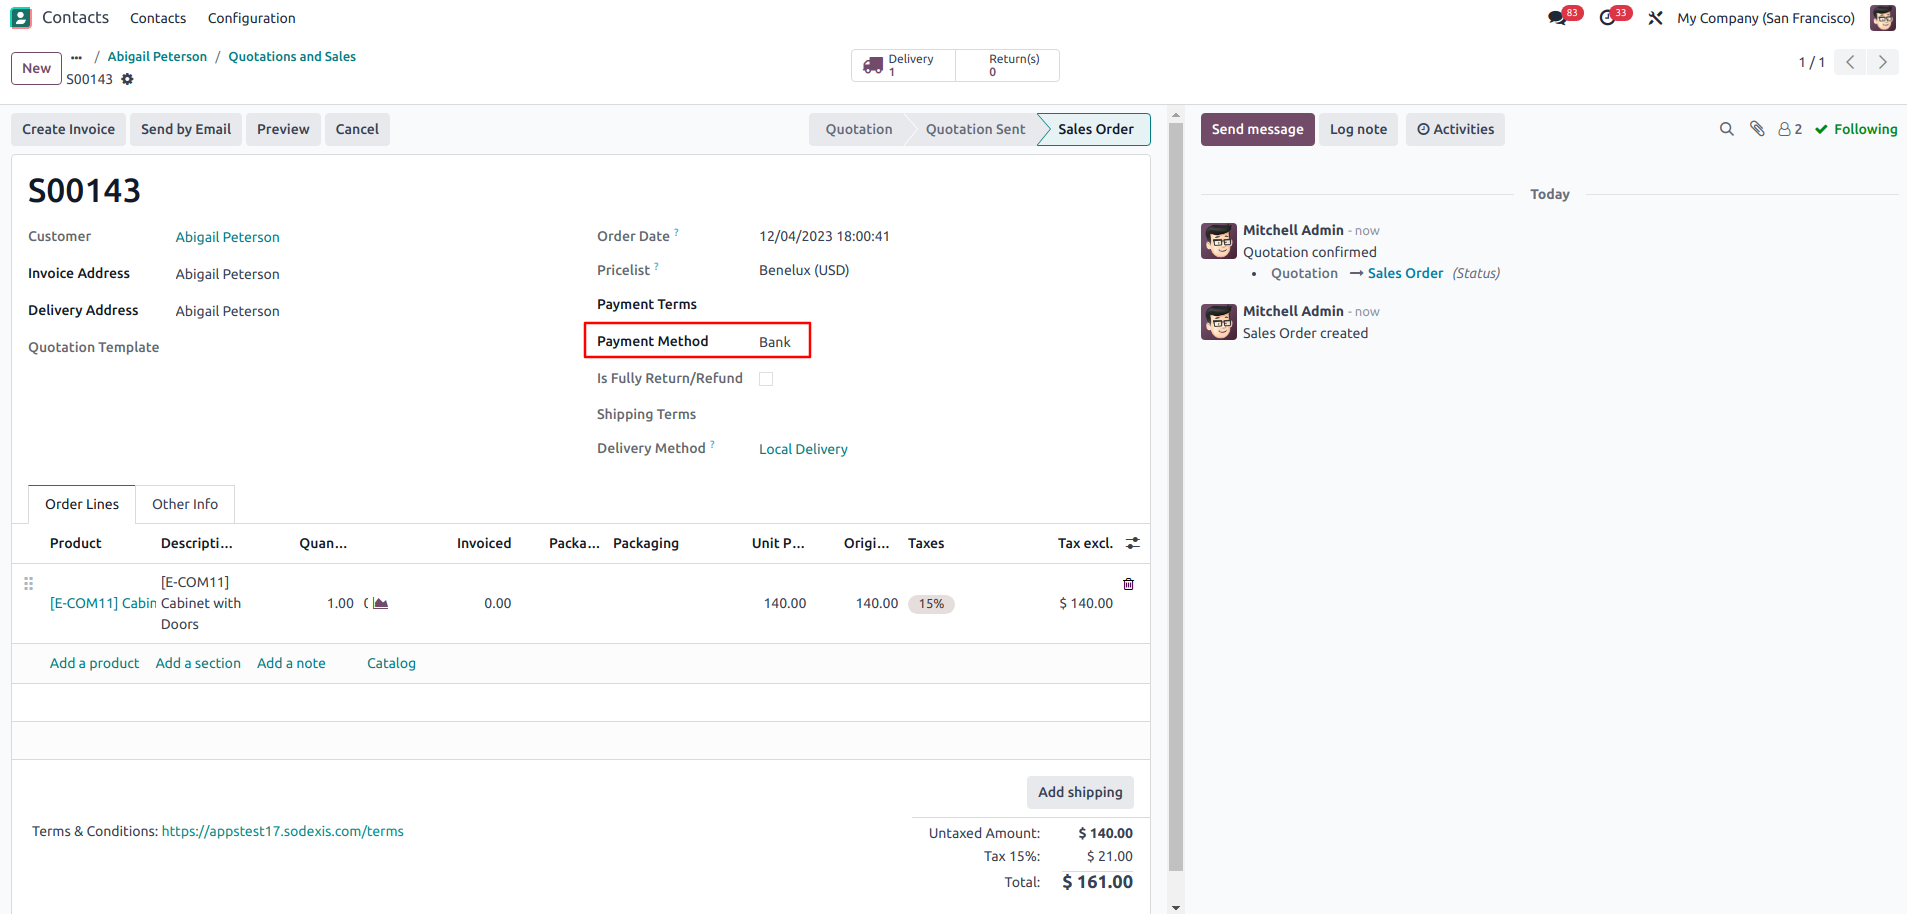 Contacts Contacts Configuration 83 33 My Company (San Francisco)
New ... / Abigail Peterson / Quotations and Sales
S00143
Delivery 1 Return(s) 0
1 / 1
Create Invoice Send by Email Preview Cancel Quotation Quotation Sent Sales Order
S00143
Customer Abigail Peterson
Invoice Address Abigail Peterson
Delivery Address Abigail Peterson
Quotation Template
Order Date ? 12/04/2023 18:00:41
Pricelist ? Benelux (USD)
Payment Terms
Payment Method Bank
Is Fully Return/Refund
Shipping Terms
Delivery Method ? Local Delivery
Order Lines Other Info
Product Descripti... Quan... Invoiced Packa... Packaging Unit P... Origi... Taxes Tax excl.
[E-COM11] Cabin [E-COM11] Cabinet with Doors 1.00 0.00 140.00 140.00 15% $ 140.00
Add a product Add a section Add a note Catalog
Add shipping
Terms & Conditions: https://appstest17.sodexis.com/terms
Untaxed Amount: $ 140.00
Tax 15%: $ 21.00
Total: $ 161.00
Send message Log note Activities 2 Following
Today
Mitchell Admin - now
Quotation confirmed
• Quotation → Sales Order (Status)
Mitchell Admin - now
Sales Order created